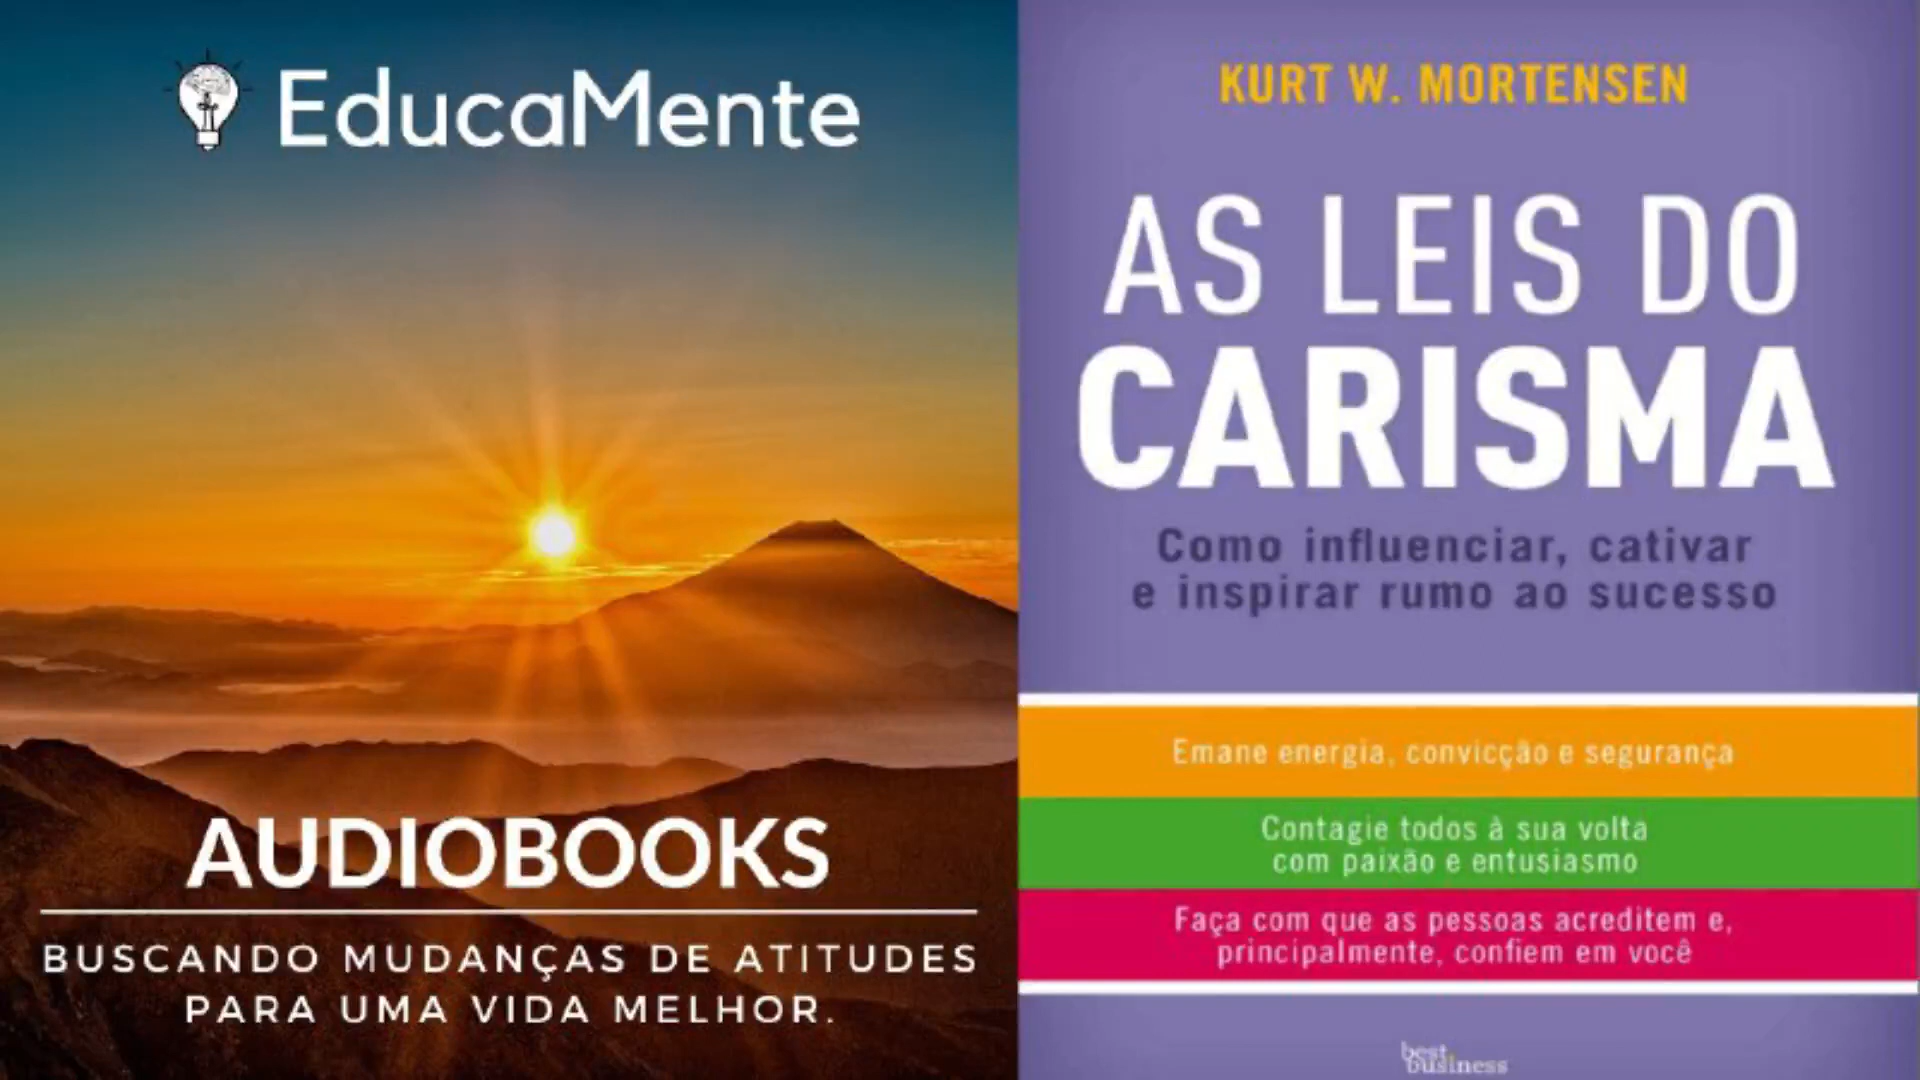 EducaMente
AUDIOBOOKS
BUSCANDO MUDANÇAS DE ATITUDES
PARA UMA VIDA MELHOR.
KURT W. MORTENSEN
AS LEIS DO
CARISMA
Como influenciar, cativar
e inspirar rumo ao sucesso
Emane energia, convicção e segurança
Contagie todos à sua volta
com paixão e entusiasmo
Faça com que as pessoas acreditem e,
principalmente, confiem em você
best
business